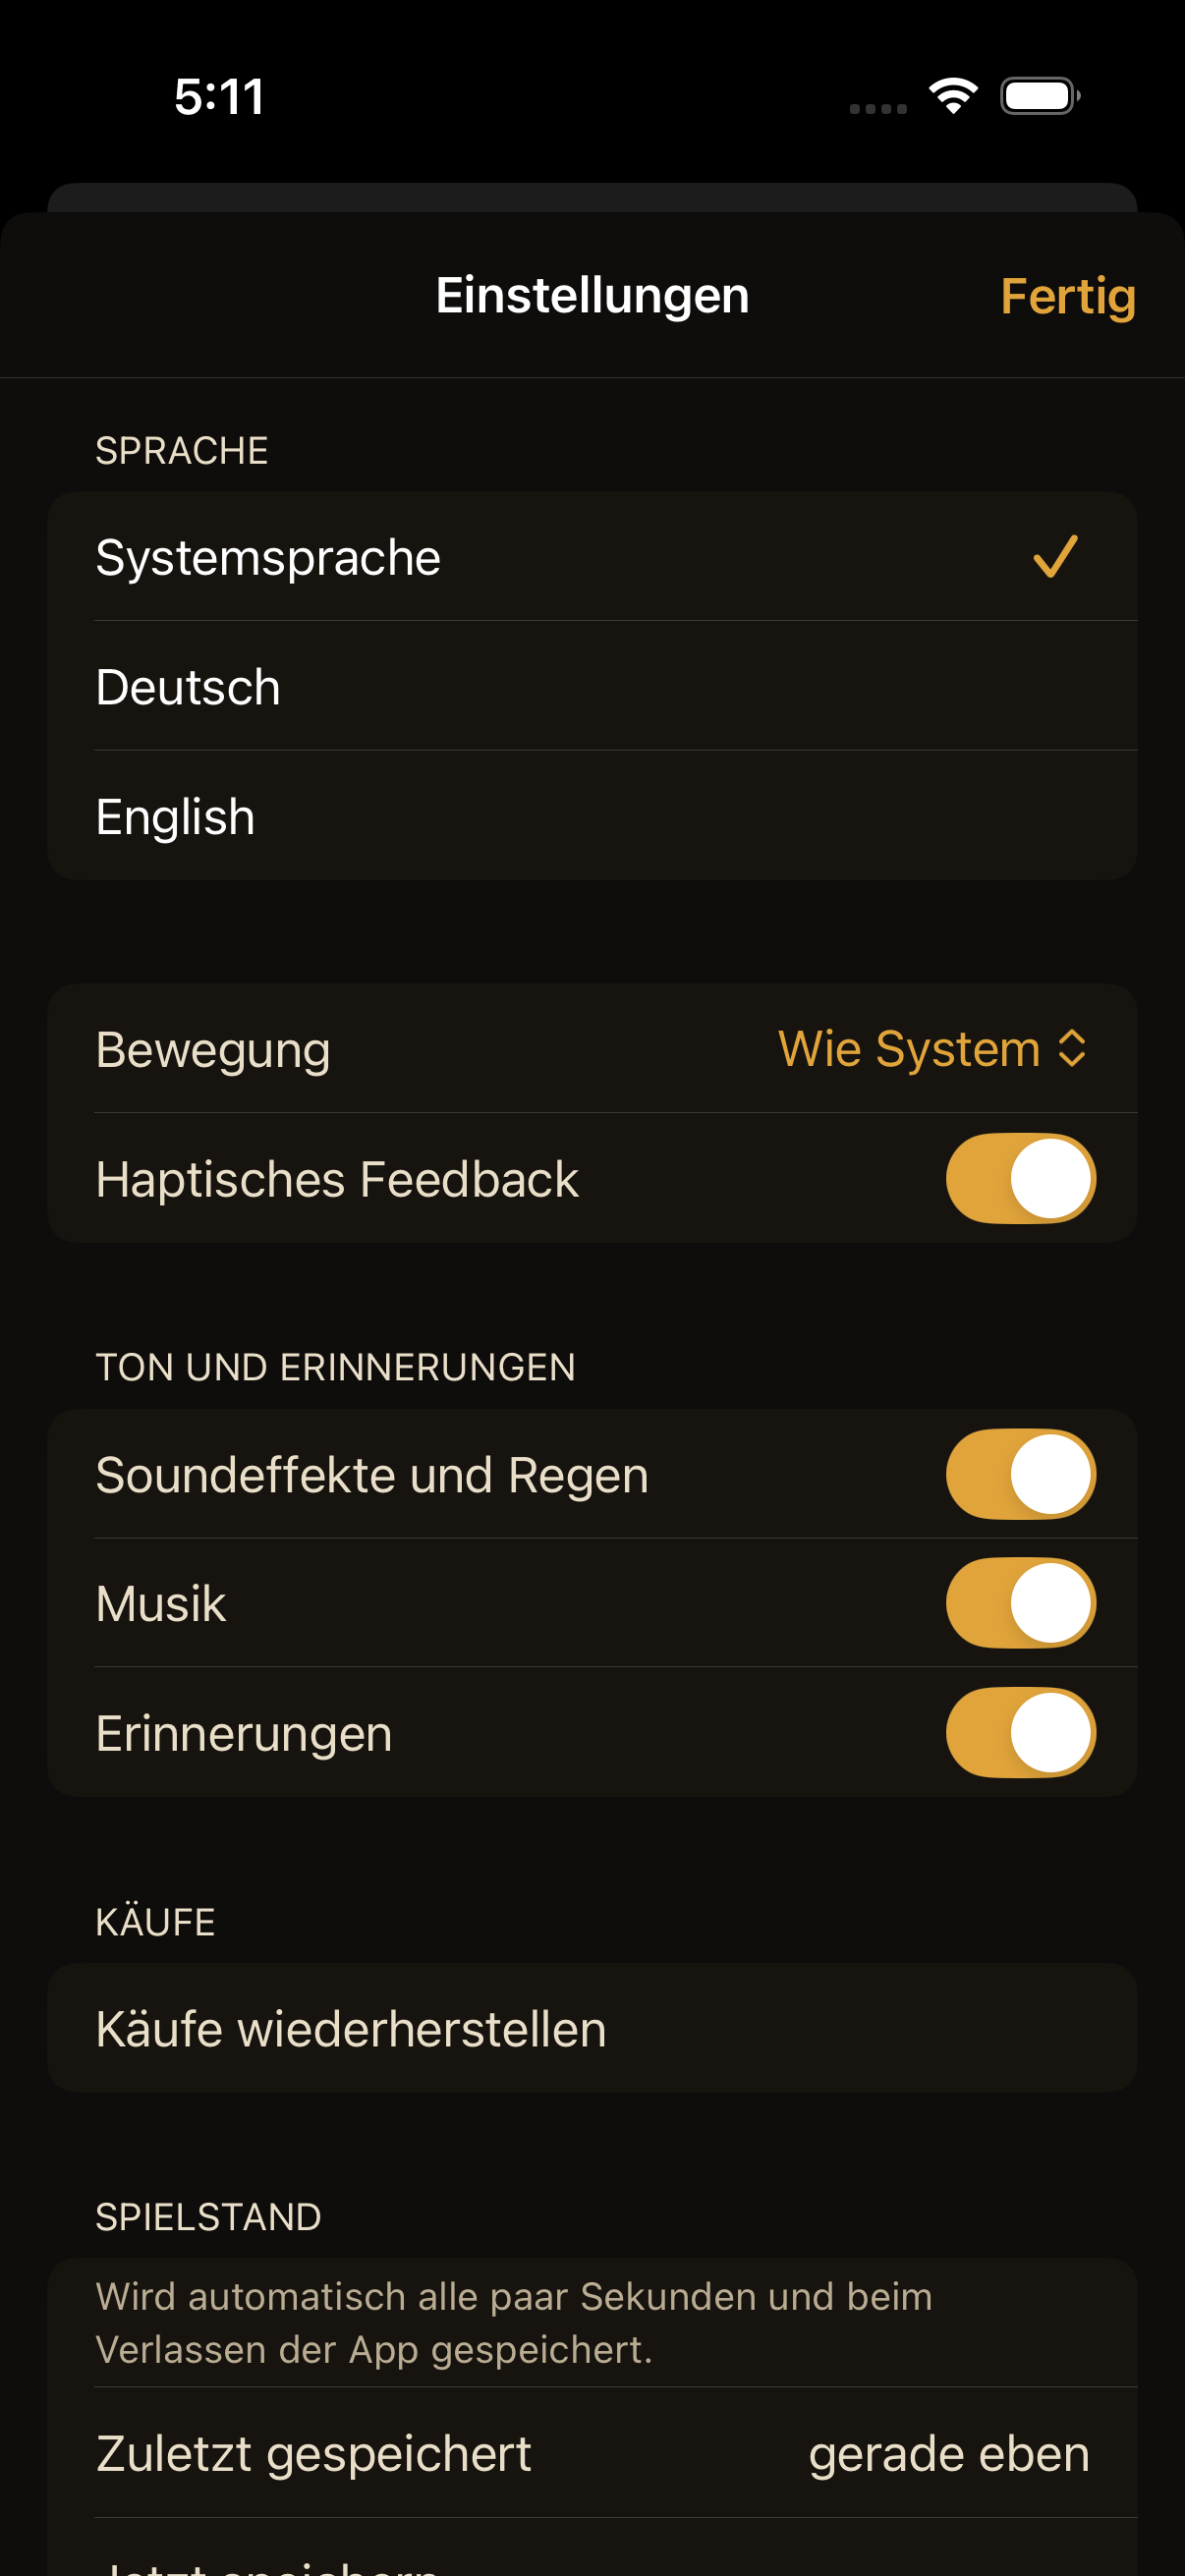 5:11
Einstellungen
Fertig
SPRACHE
Systemsprache
Deutsch
English
Bewegung
Wie System
Haptisches Feedback
TON UND ERINNERUNGEN
Soundeffekte und Regen
Musik
Erinnerungen
KÄUFE
Käufe wiederherstellen
SPIELSTAND
Wird automatisch alle paar Sekunden und beim
Verlassen der App gespeichert.
Zuletzt gespeichert
gerade eben
Jetzt speichern